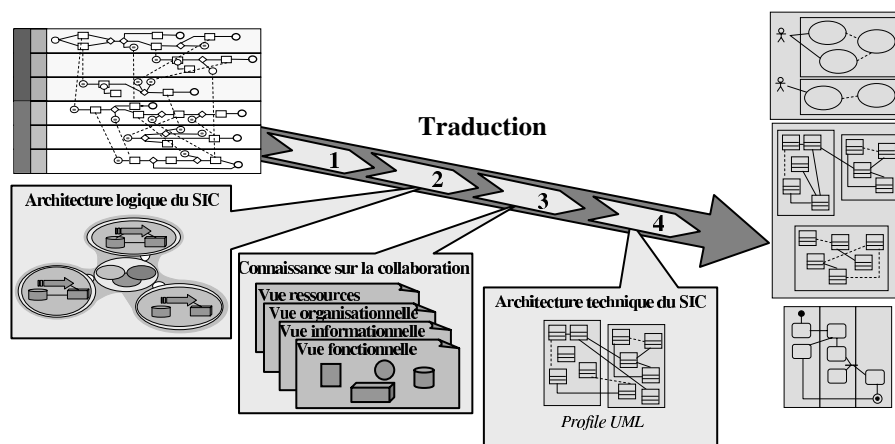 Traduction
1
2
3
4
Architecture logique du SIC
Connaissance sur la collaboration
Vue ressources
Vue organisationnelle
Vue informationnelle
Vue fonctionnelle
Architecture technique du SIC
Profile UML